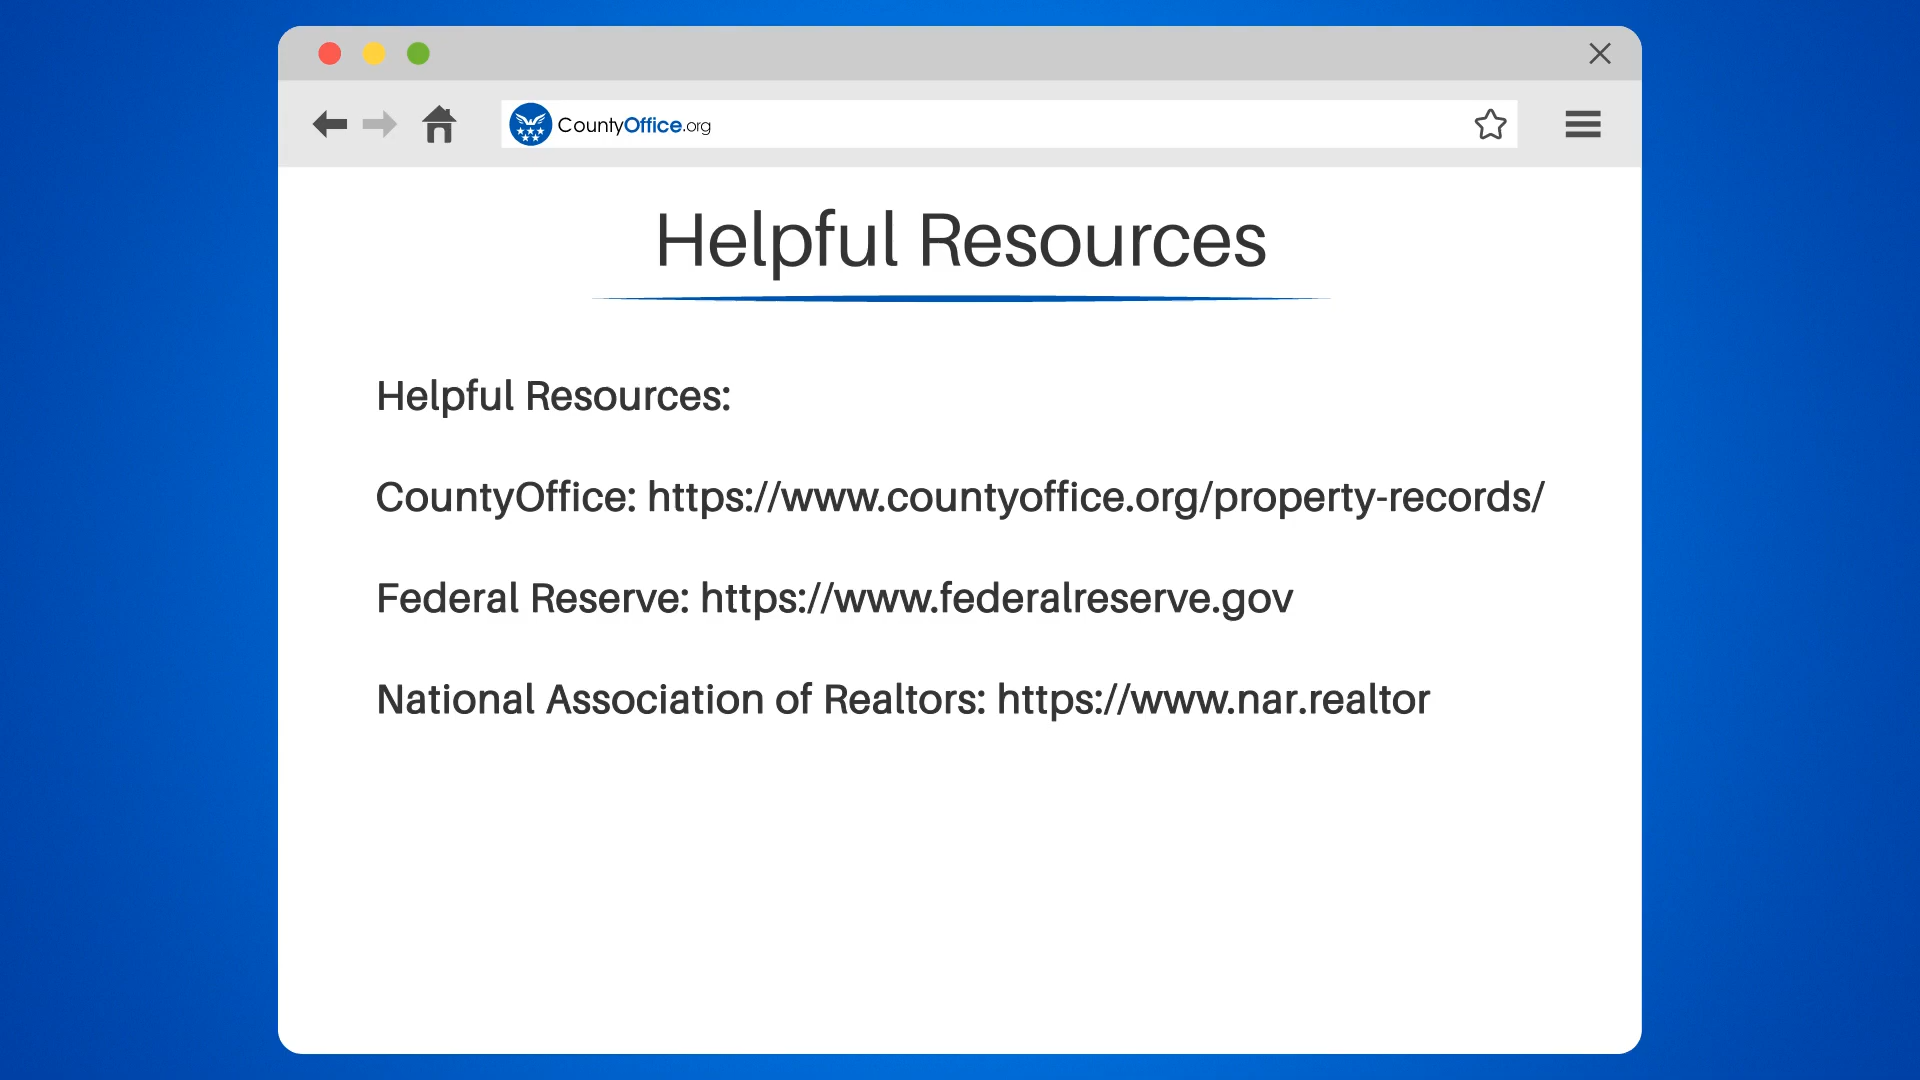 CountyOffice.org
Helpful Resources
Helpful Resources:
CountyOffice: https://www.countyoffice.org/property-records/
Federal Reserve: https://www.federalreserve.gov
National Association of Realtors: https://www.nar.realtor